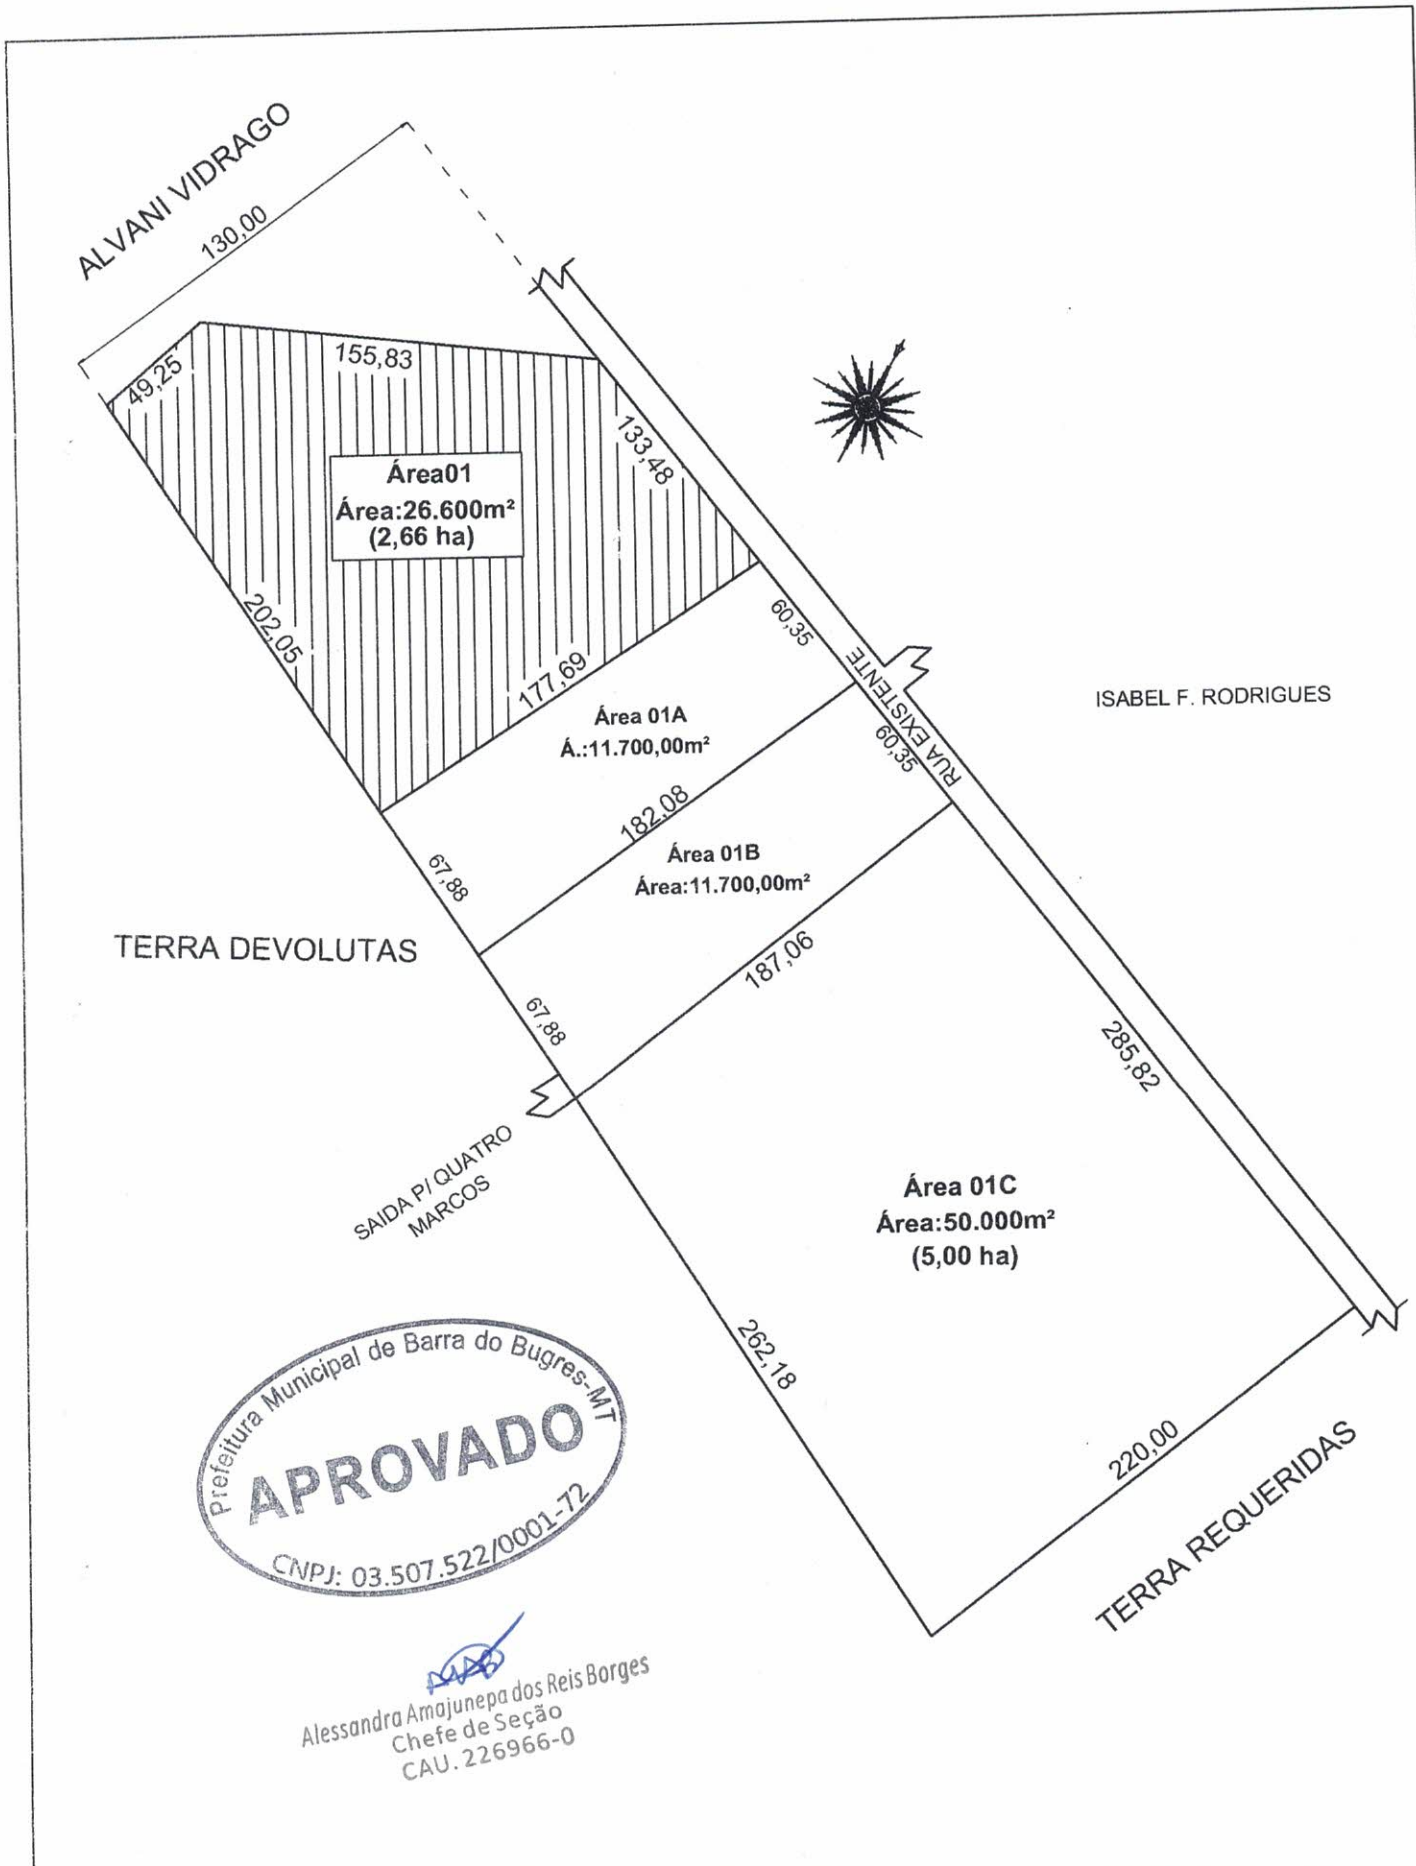 ALVANI VIDRAGO
130,00
49,25
155,83
133,48
Área01
Área:26.600m²
(2,66 ha)
202,05
177,69
60,35
RUA EXISTENTE
ISABEL F. RODRIGUES
Área 01A
Á.:11.700,00m²
60,35
182,08
67,88
Área 01B
Área:11.700,00m²
TERRA DEVOLUTAS
187,06
67,88
285,82
SAIDA P/ QUATRO
MARCOS
Área 01C
Área:50.000m²
(5,00 ha)
262,18
220,00
TERRA REQUERIDAS
Prefeitura Municipal de Barra do Bugres-MT
APROVADO
CNPJ: 03.507.522/0001-72
Alessandra Amajunepa dos Reis Borges
Chefe de Seção
CAU. 226966-0